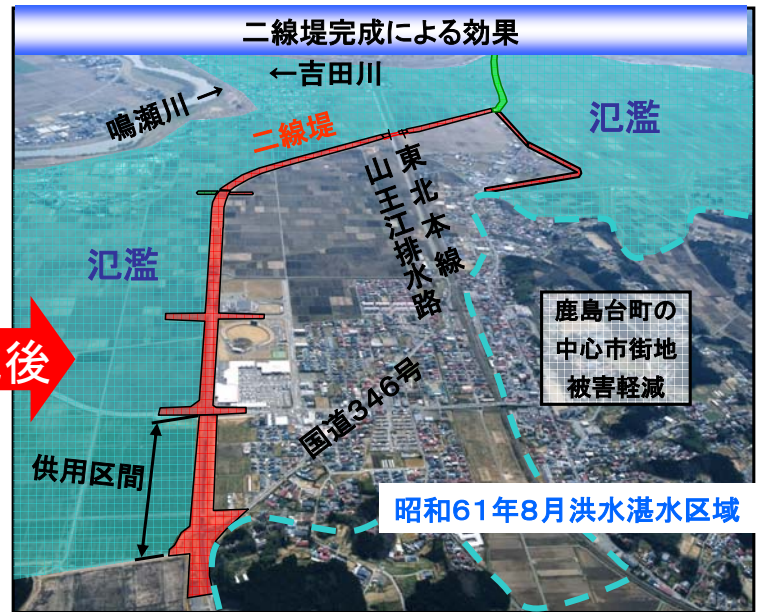 二線堤完成による効果
←吉田川
鳴瀬川→
二線堤
氾濫
東北本線
山王江排水路
氾濫
鹿島台町の
中心市街地
被害軽減
後
国道346号
供用区間
昭和61年8月洪水湛水区域